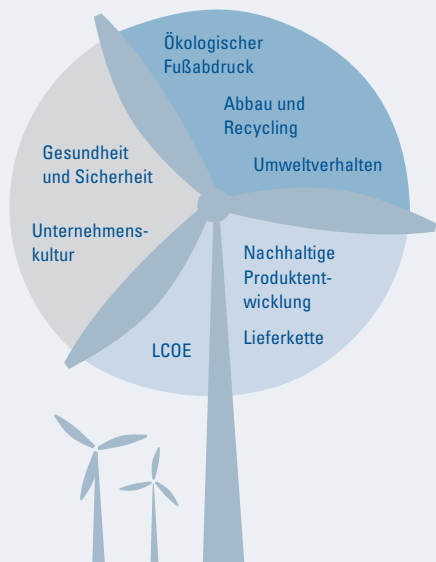 Ökologischer
Fußabdruck
Abbau und
Recycling
Umweltverhalten
Gesundheit
und Sicherheit
Unternehmens-
kultur
Nachhaltige
Produktent-
wicklung
Lieferkette
LCOE